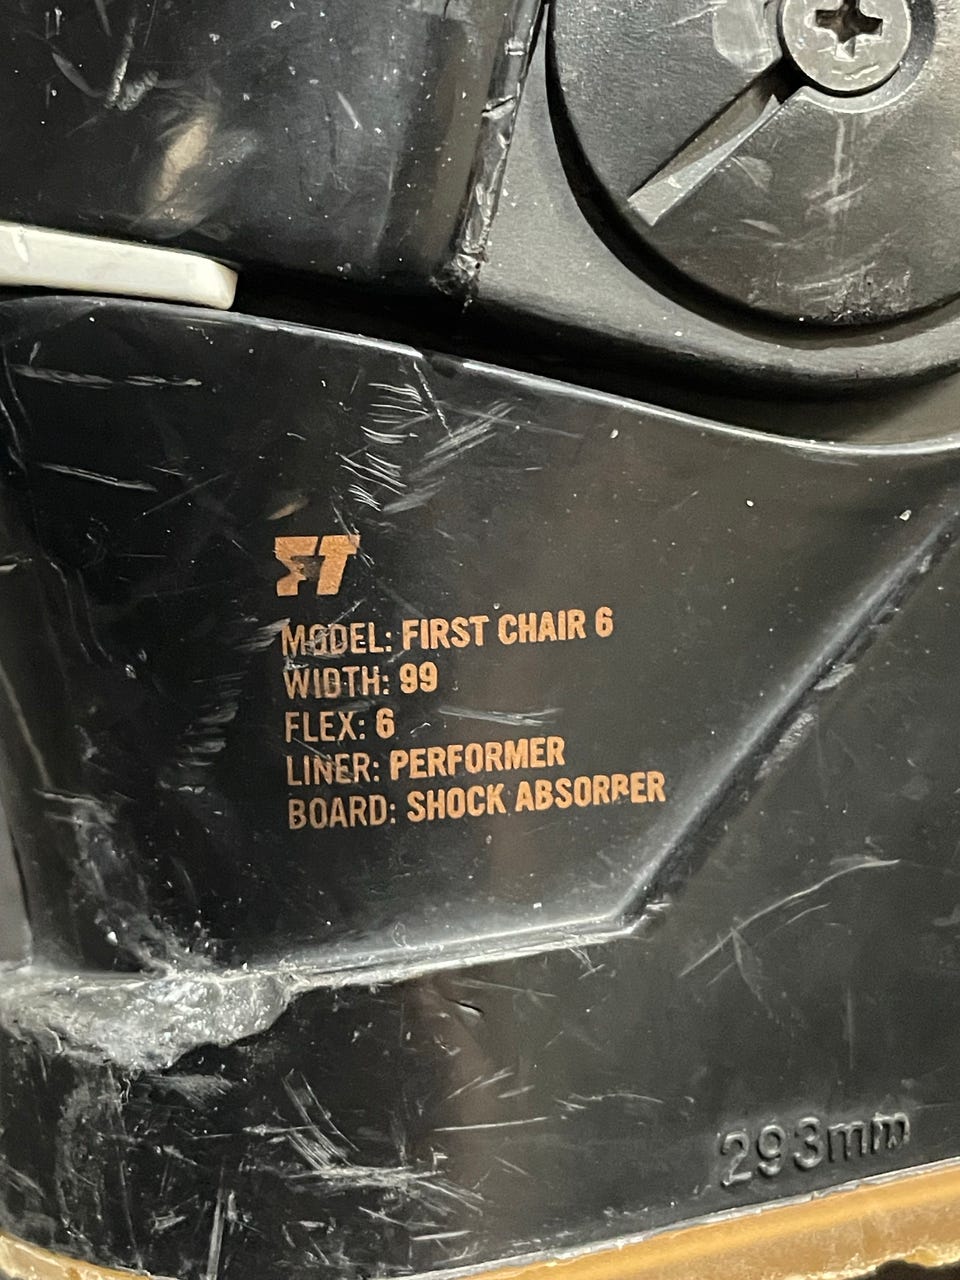 FT
MODEL: FIRST CHAIR 6
WIDTH: 99
FLEX: 6
LINER: PERFORMER
BOARD: SHOCK ABSORBER
293mm